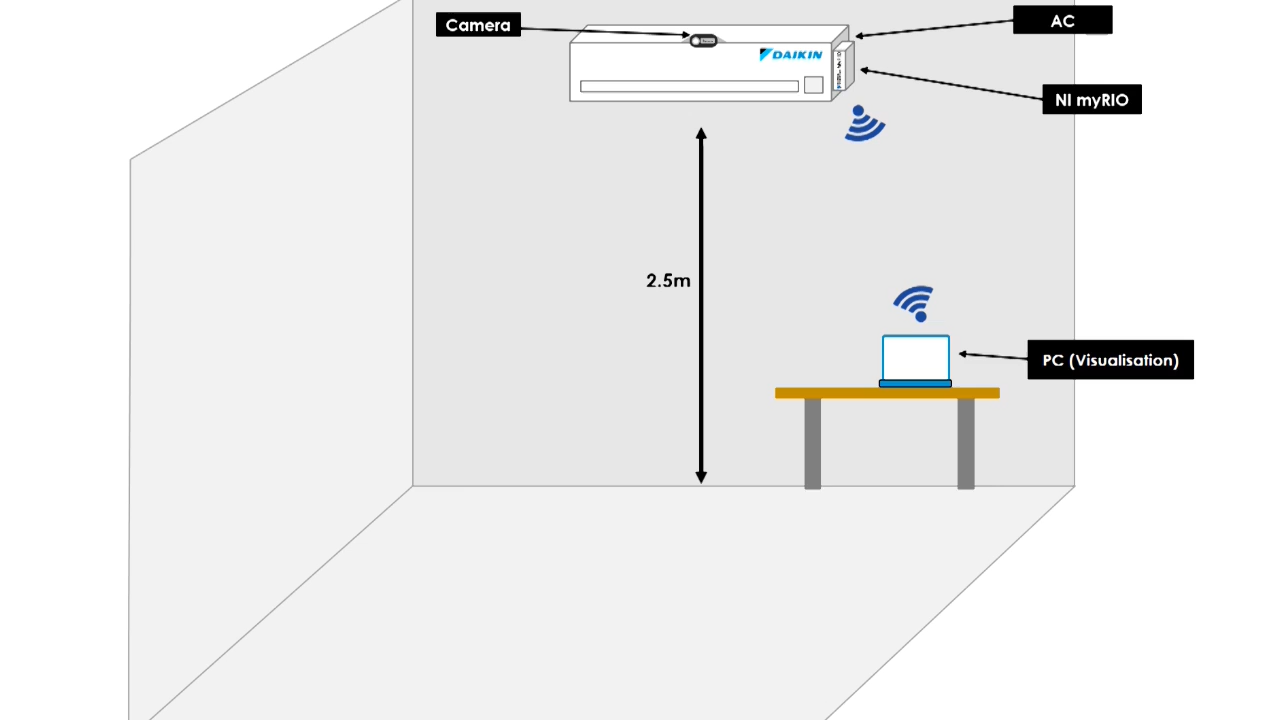 Camera
AC
DAIKIN
NI myRIO
2.5m
PC (Visualisation)